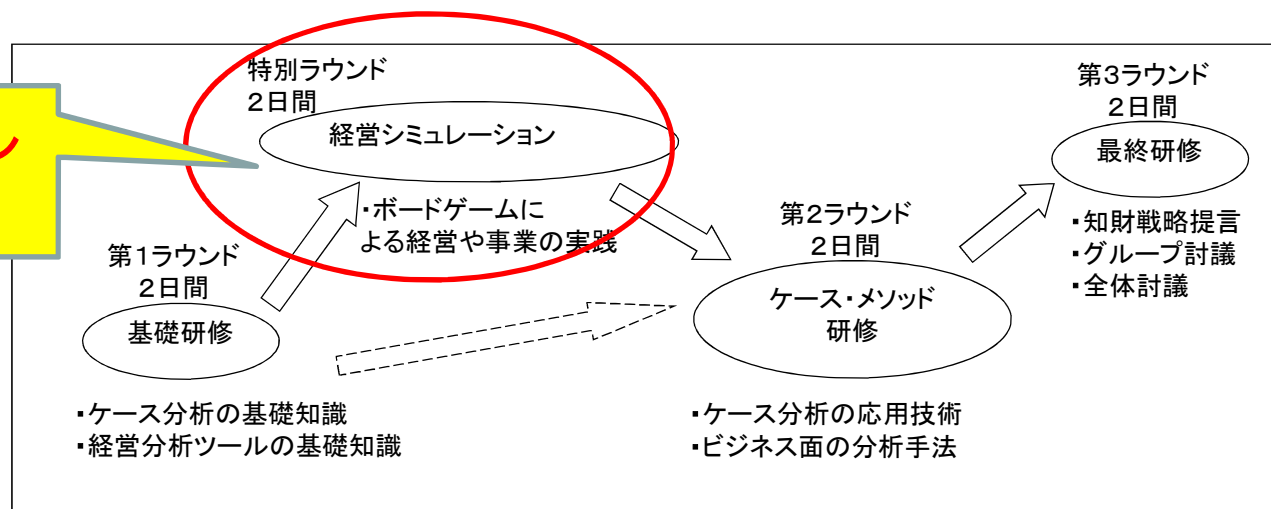 特別ラウンド
2日間
経営シミュレーション
・ボードゲームに
よる経営や事業の実践
第1ラウンド
2日間
基礎研修
・ケース分析の基礎知識
・経営分析ツールの基礎知識
第2ラウンド
2日間
ケース・メソッド
研修
・ケース分析の応用技術
・ビジネス面の分析手法
第3ラウンド
2日間
最終研修
・知財戦略提言
・グループ討議
・全体討議